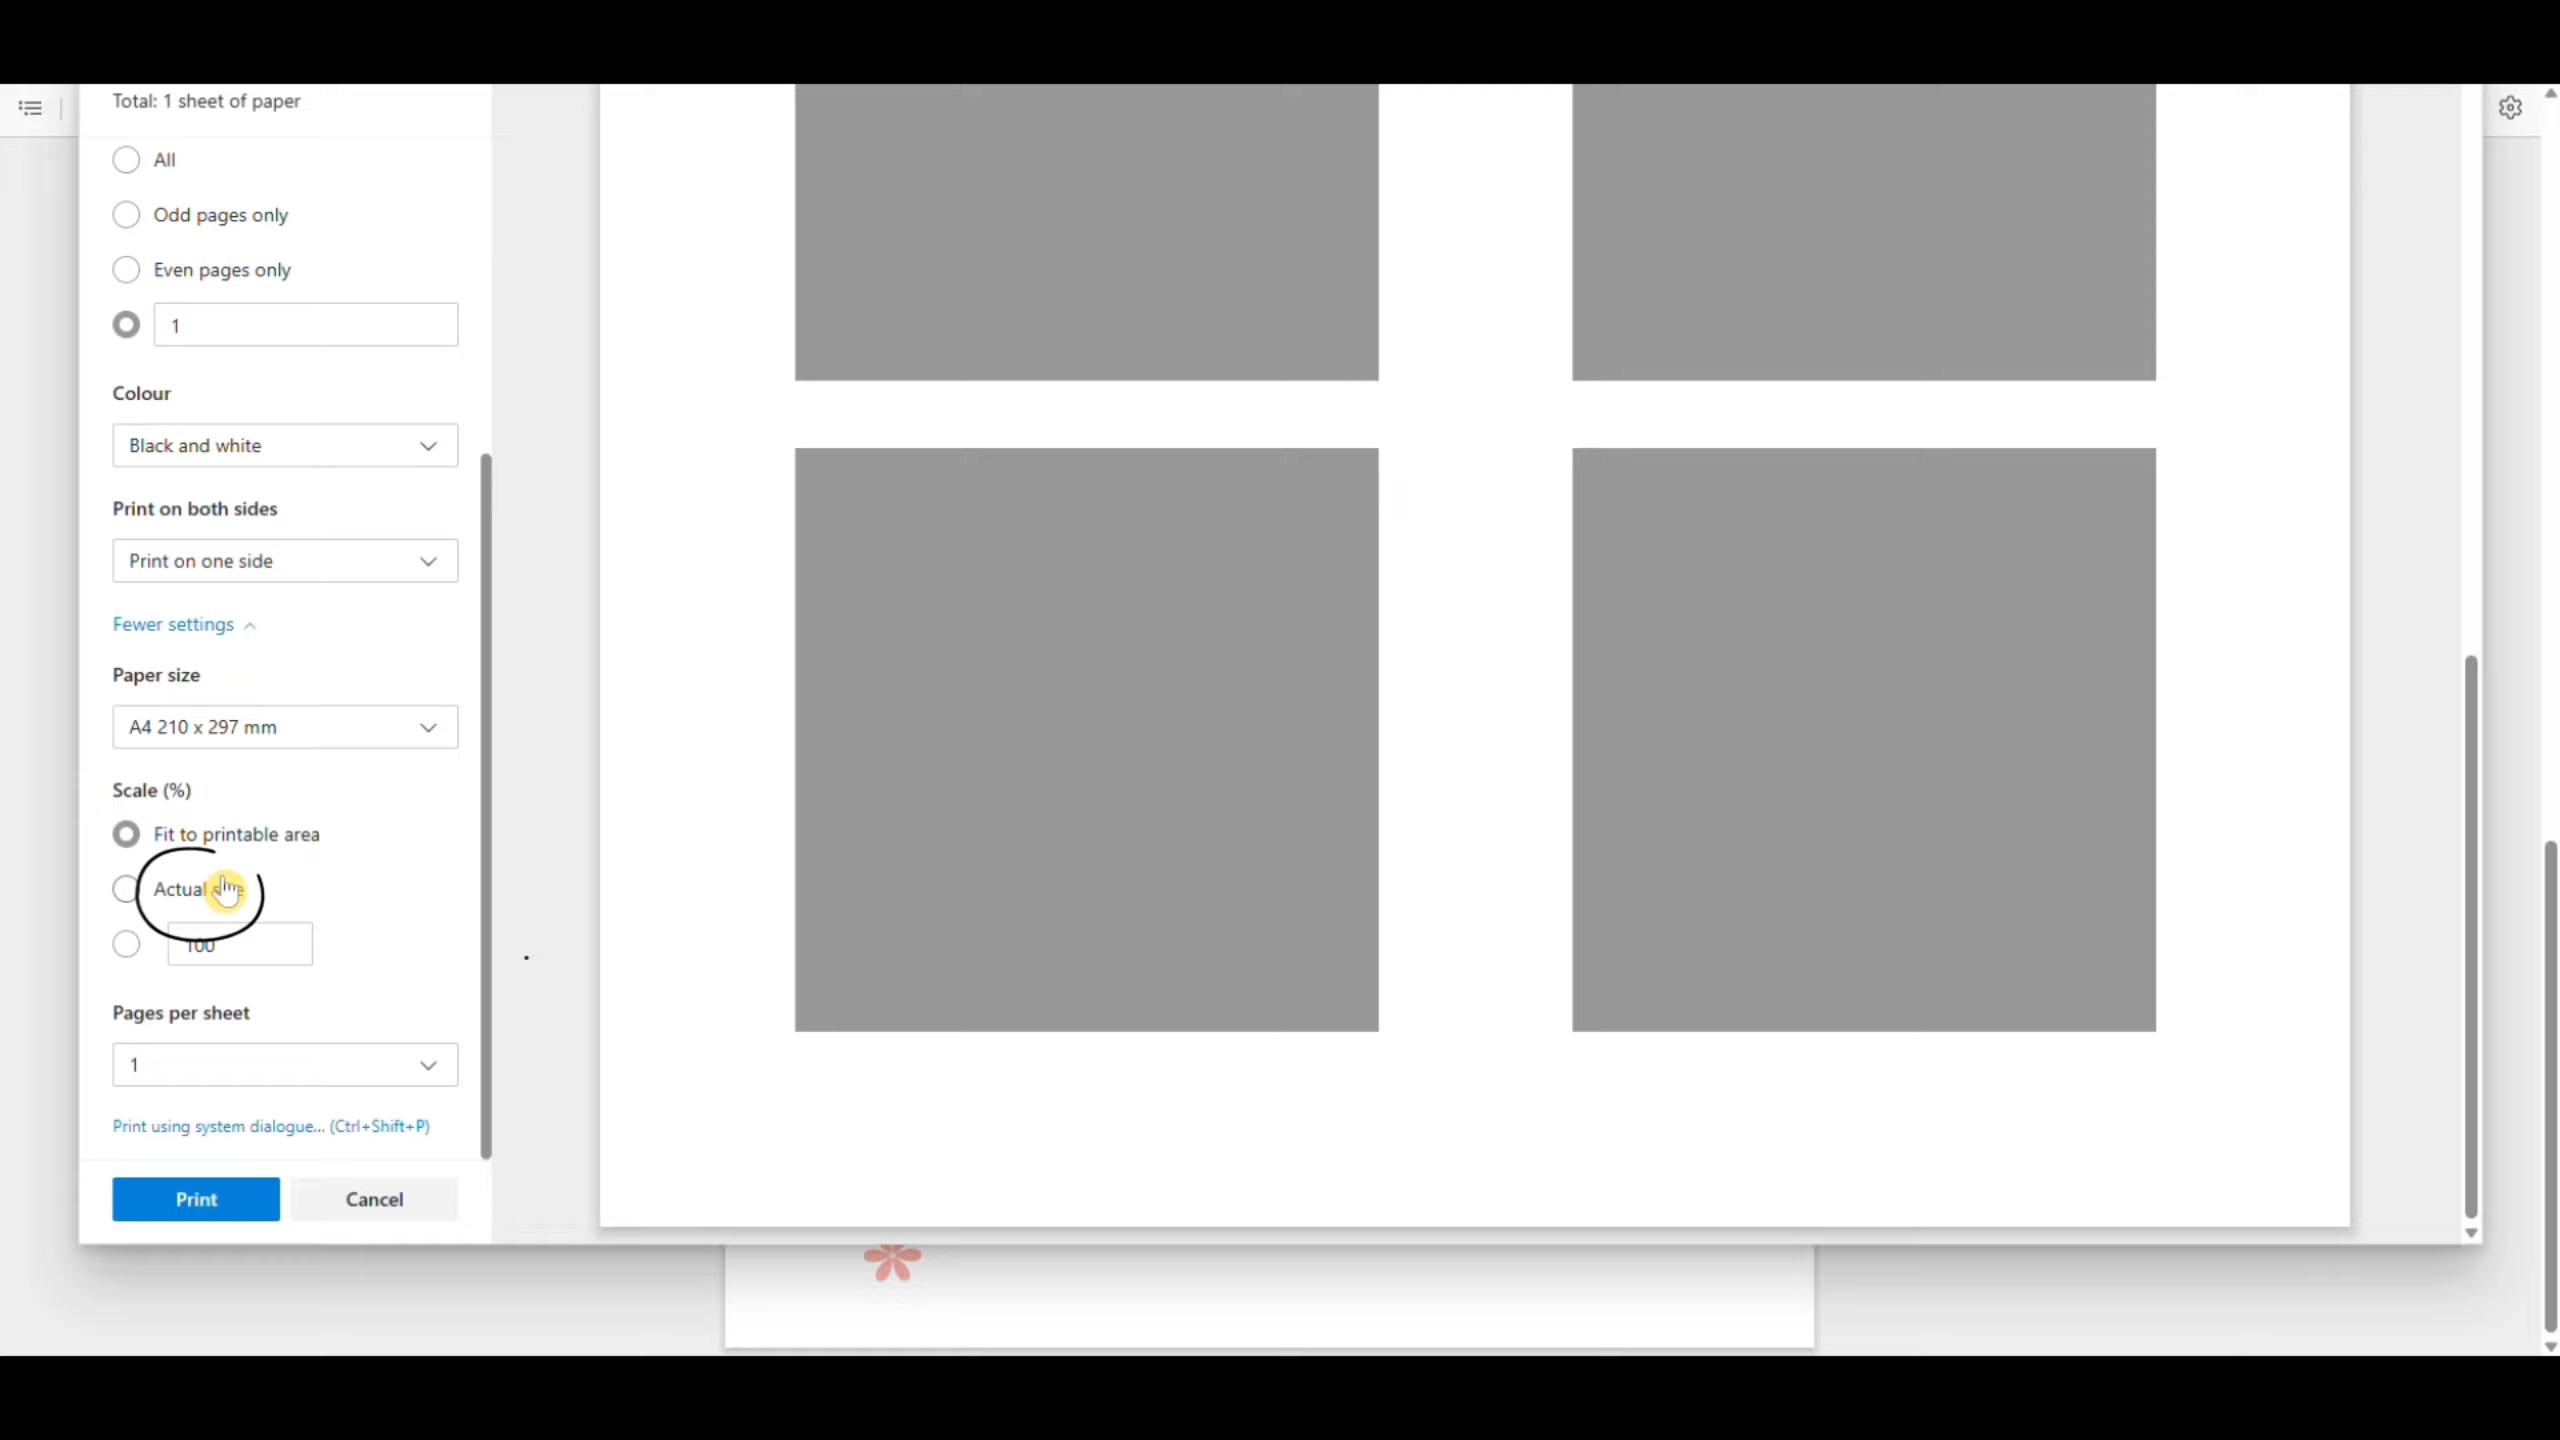 Total: 1 sheet of paper
All
Odd pages only
Even pages only
1
Colour
Black and white
Print on both sides
Print on one side
Fewer settings
Paper size
A4 210 x 297 mm
Scale (%)
Fit to printable area
Actual
100
Pages per sheet
1
Print using system dialogue... (Ctrl+Shift+P)
Print Cancel